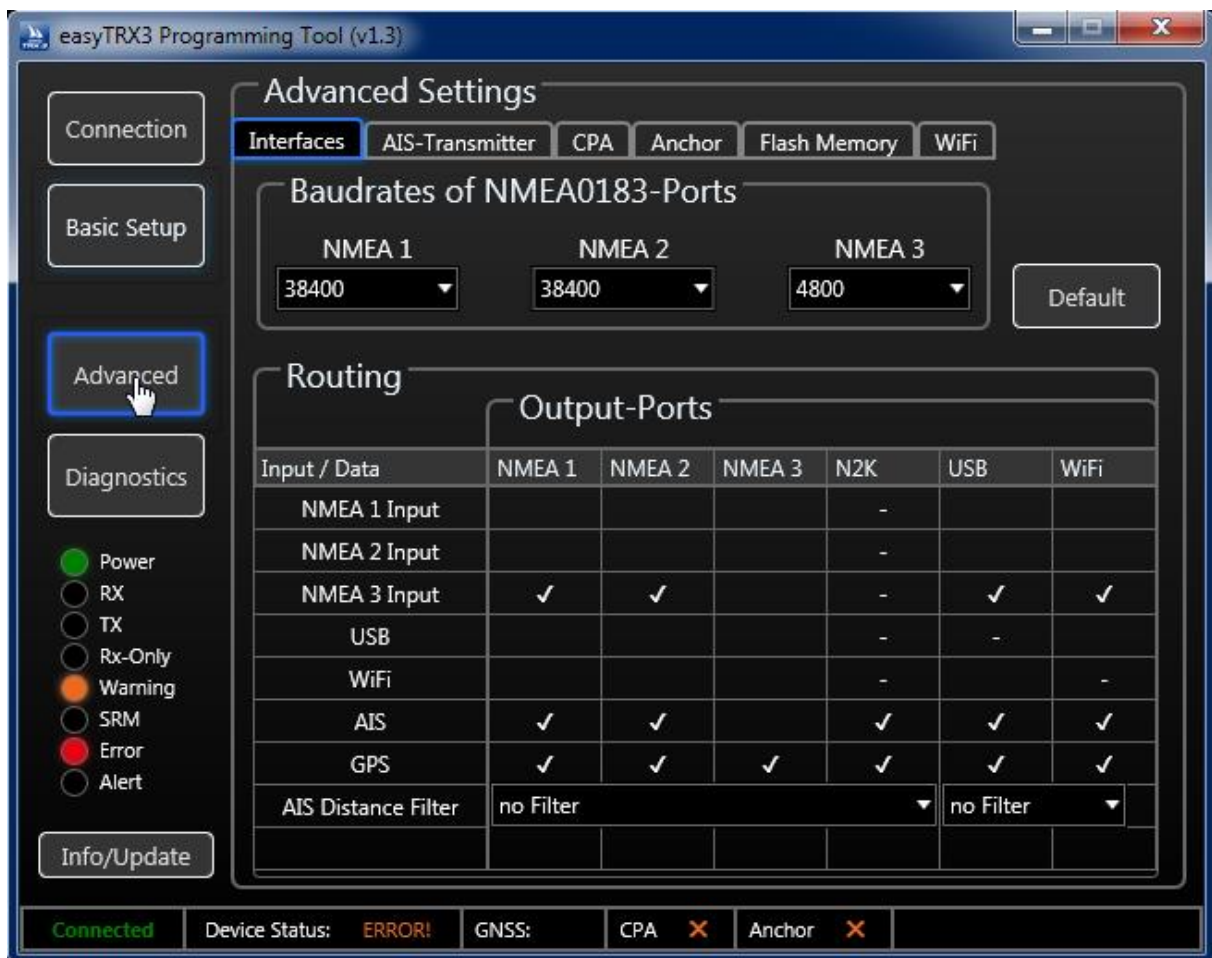 easyTRX3 Programming Tool (v1.3)
Connection
Basic Setup
Advanced
Diagnostics
Power
RX
TX
Rx-Only
Warning
SRM
Error
Alert
Info/Update
Advanced Settings
Interfaces AIS-Transmitter CPA Anchor Flash Memory WiFi
Baudrates of NMEA0183-Ports
NMEA 1 NMEA 2 NMEA 3
38400 38400 4800
Default
Routing
Output-Ports
Input / Data NMEA 1 NMEA 2 NMEA 3 N2K USB WiFi
NMEA 1 Input -
NMEA 2 Input -
NMEA 3 Input ✓ ✓ - ✓ ✓
USB - -
WiFi - -
AIS ✓ ✓ ✓ ✓ ✓
GPS ✓ ✓ ✓ ✓ ✓ ✓
AIS Distance Filter no Filter no Filter
Connected Device Status: ERROR! GNSS: CPA ✕ Anchor ✕